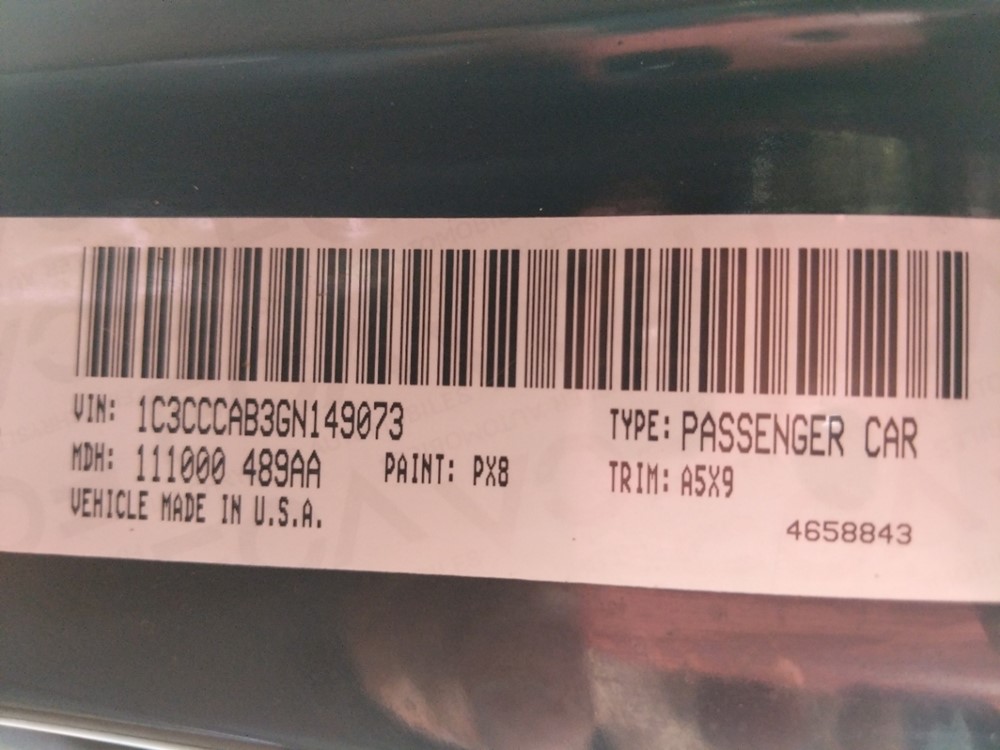 VIN: 1C3CCCAB3GN149073
TYPE: PASSENGER CAR
MDH: 111000 489AA
PAINT: PX8
TRIM: A5X9
VEHICLE MADE IN U.S.A.
4658843